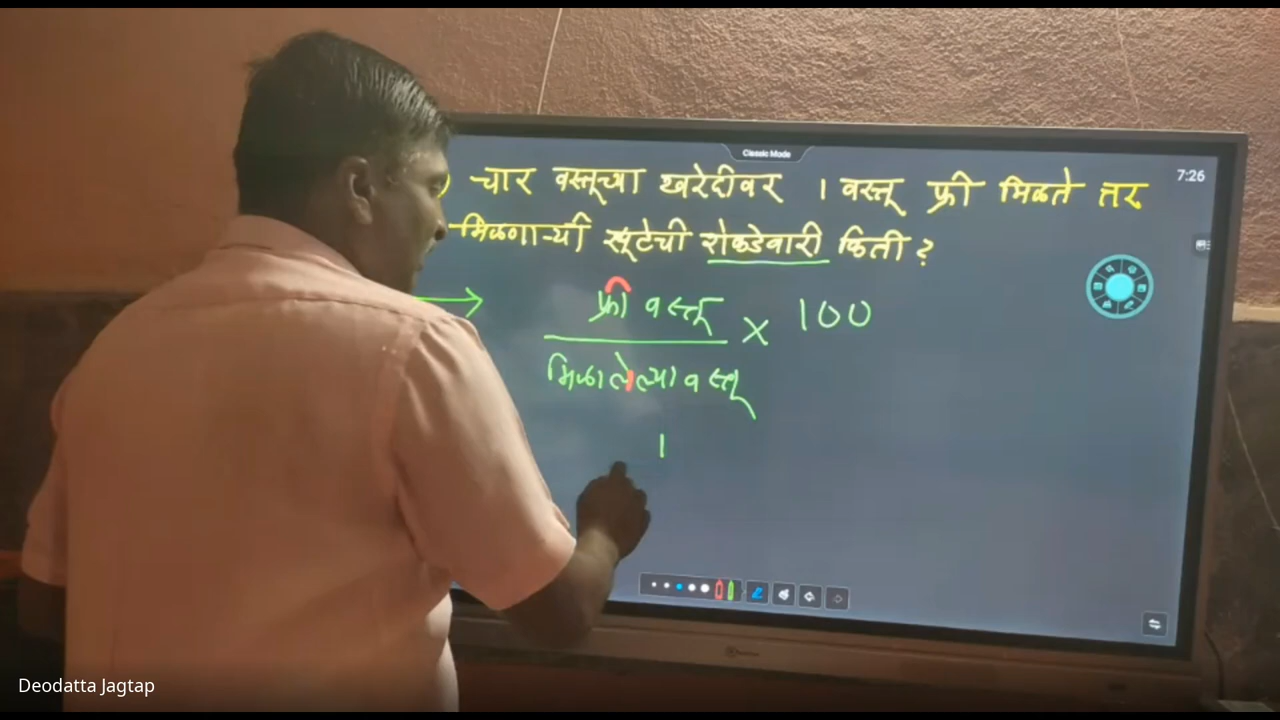 Classic Mode
7:26
) चार वस्तूच्या खरेदीवर 1 वस्तू फ्री मिळते तर
मिळणाऱ्या सूटेची शेकडेवारी किती ?
→ फ्री वस्तू × 100
मिळालेल्या वस्तू
1
Deodatta Jagtap